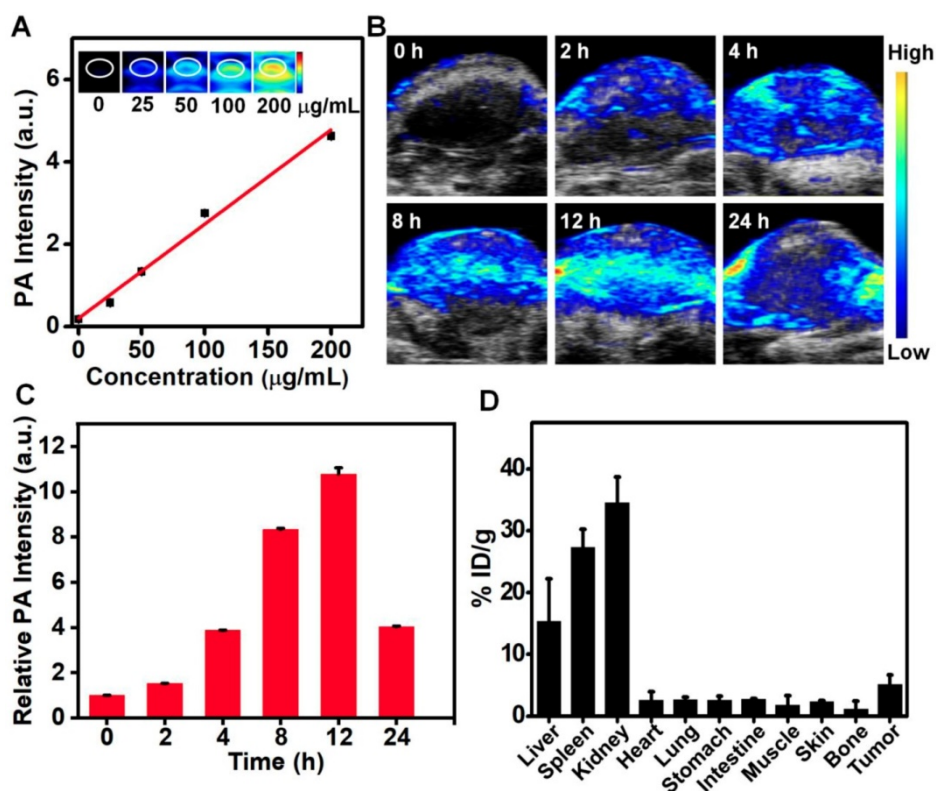 A
PA Intensity (a.u.)
6
4
2
0
0 25 50 100 200 μg/mL
0 50 100 150 200
Concentration (μg/mL)
B
0 h 2 h 4 h
8 h 12 h 24 h
High
Low
C
Relative PA Intensity (a.u.)
12
10
8
6
4
2
0
0 2 4 8 12 24
Time (h)
D
% ID/g
40
30
20
10
0
Liver Spleen Kidney Heart Lung Stomach Intestine Muscle Skin Bone Tumor